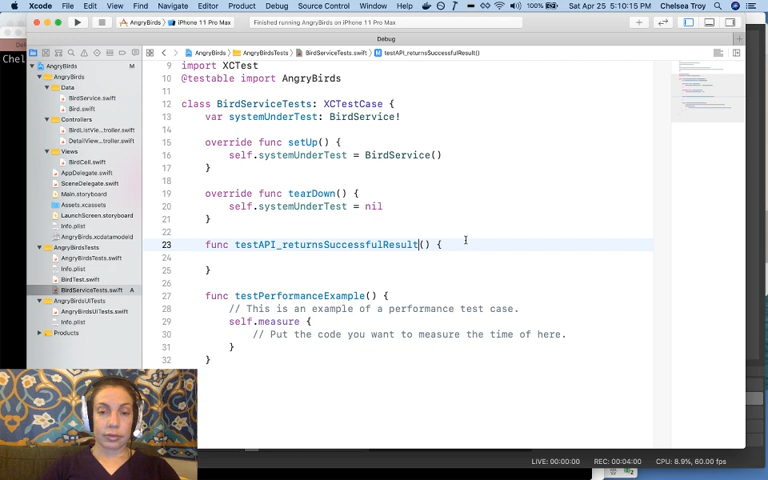 Xcode File Edit View Find Navigate Editor Product Debug Source Control Window Help Sat Apr 25 5:10:15 PM Chelsea Troy
AngryBirds iPhone 11 Pro Max Finished running AngryBirds on iPhone 11 Pro Max
Debug
AngryBirds AngryBirdsTests BirdServiceTests.swift testAPI_returnsSuccessfulResult()
AngryBirds M
AngryBirds
Data
BirdService.swift
Bird.swift
Controllers
BirdListVie...troller.swift
DetailView...troller.swift
Views
BirdCell.swift
AppDelegate.swift
SceneDelegate.swift
Main.storyboard
Assets.xcassets
LaunchScreen.storyboard
Info.plist
AngryBirds.xcdatamodeld
AngryBirdsTests
AngryBirdsTests.swift
Info.plist
BirdTest.swift
BirdServiceTests.swift A
AngryBirdsUITests
AngryBirdsUITests.swift
Info.plist
Products
9 import XCTest
10 @testable import AngryBirds
11
12 class BirdServiceTests: XCTestCase {
13 var systemUnderTest: BirdService!
14
15 override func setUp() {
16 self.systemUnderTest = BirdService()
17 }
18
19 override func tearDown() {
20 self.systemUnderTest = nil
21 }
22
23 func testAPI_returnsSuccessfulResult() {
24
25 }
26
27 func testPerformanceExample() {
28 // This is an example of a performance test case.
29 self.measure {
30 // Put the code you want to measure the time of here.
31 }
32 }
LIVE: 00:00:00 REC: 00:04:00 CPU: 8.9%, 60.00 fps